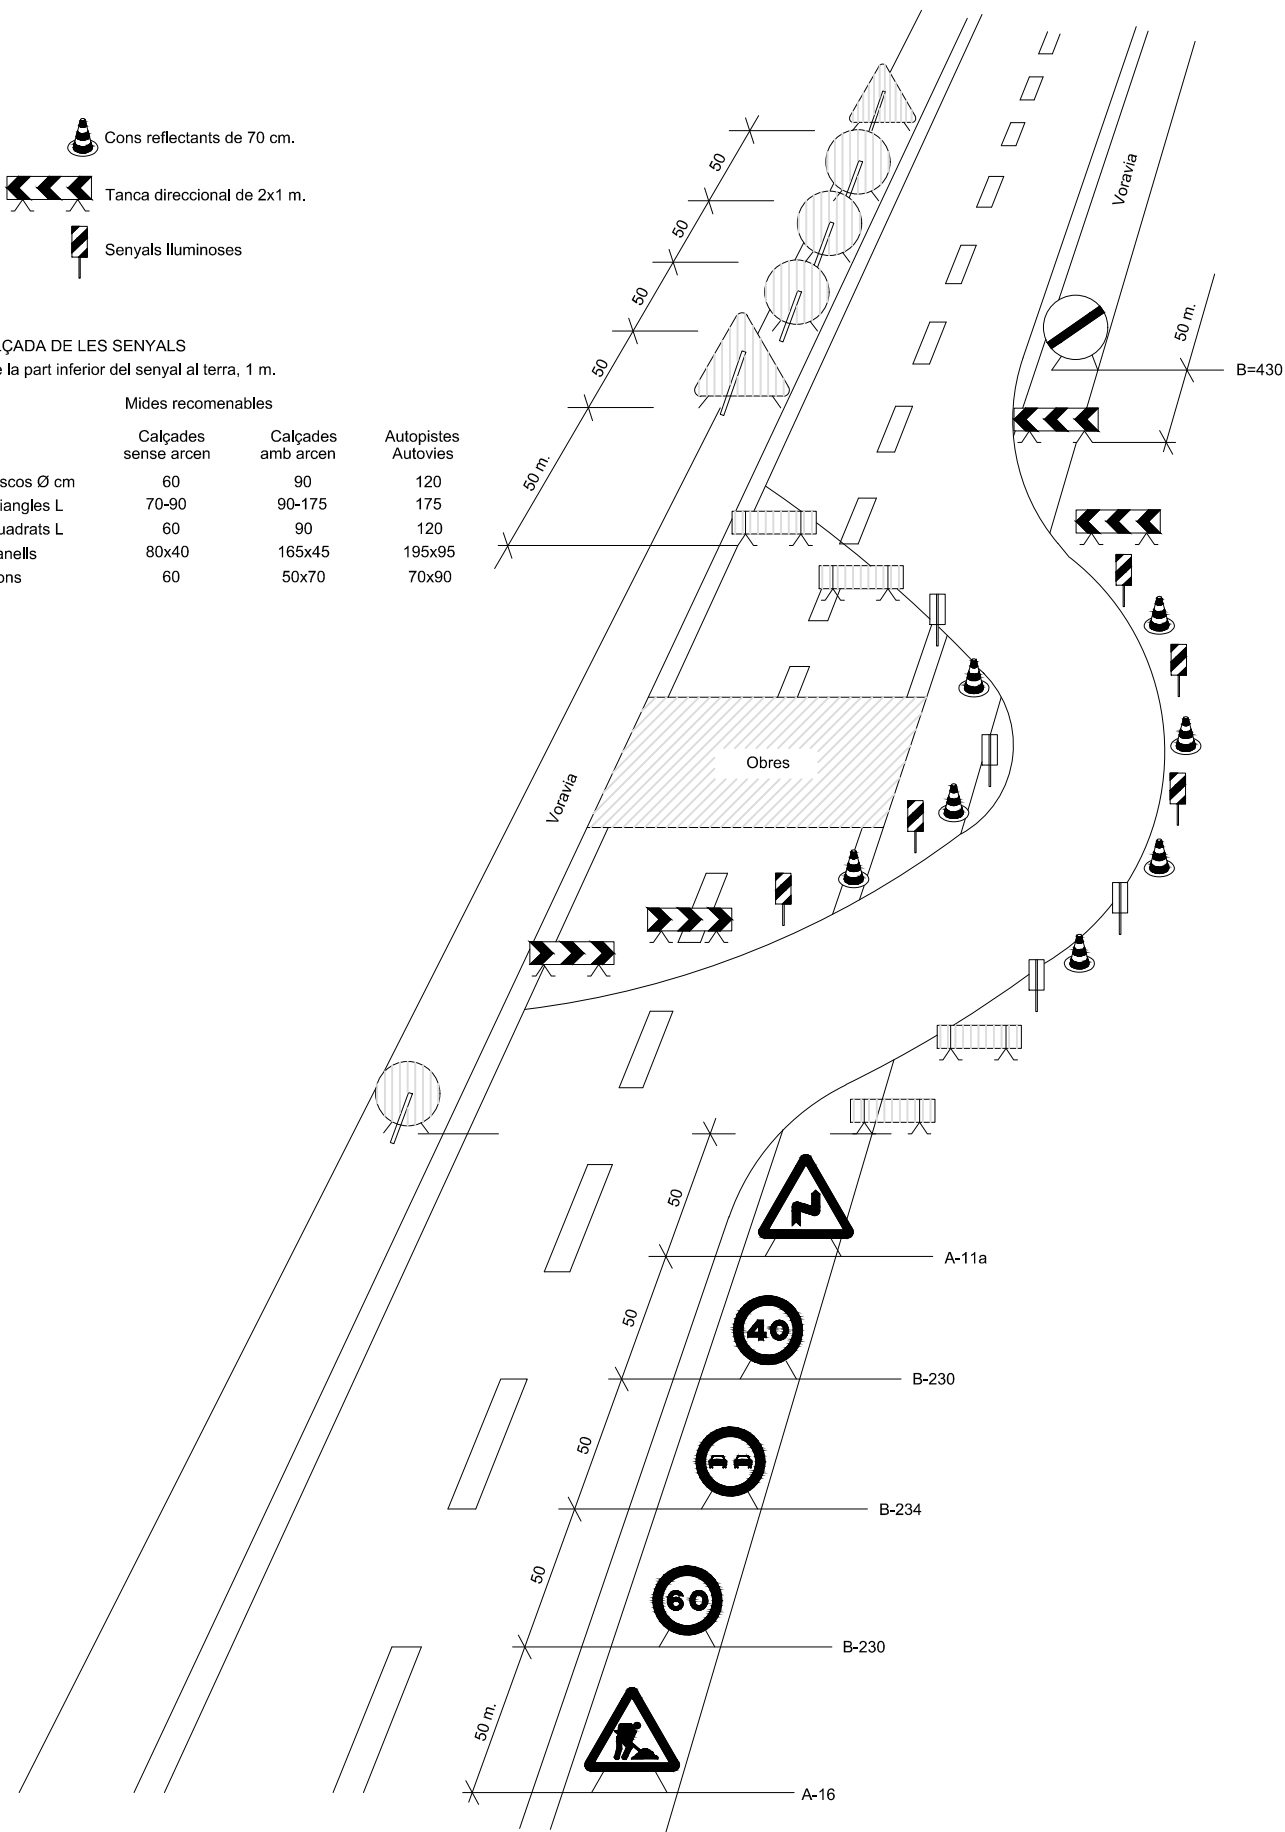 Cons reflectants de 70 cm.
Tanca direccional de 2x1 m.
Senyals lluminoses
LÇADA DE LES SENYALS
e la part inferior del senyal al terra, 1 m.
Mides recomenables
Calçades sense arcen
Calçades amb arcen
Autopistes Autovies
scos Ø cm 60 90 120
iangles L 70-90 90-175 175
uadrats L 60 90 120
anells 80x40 165x45 195x95
ons 60 50x70 70x90
50
50
50
50
50 m.
Voravia
50 m.
B=430
Obres
Voravia
50
A-11a
50
40
B-230
50
B-234
50
60
B-230
50 m.
A-16